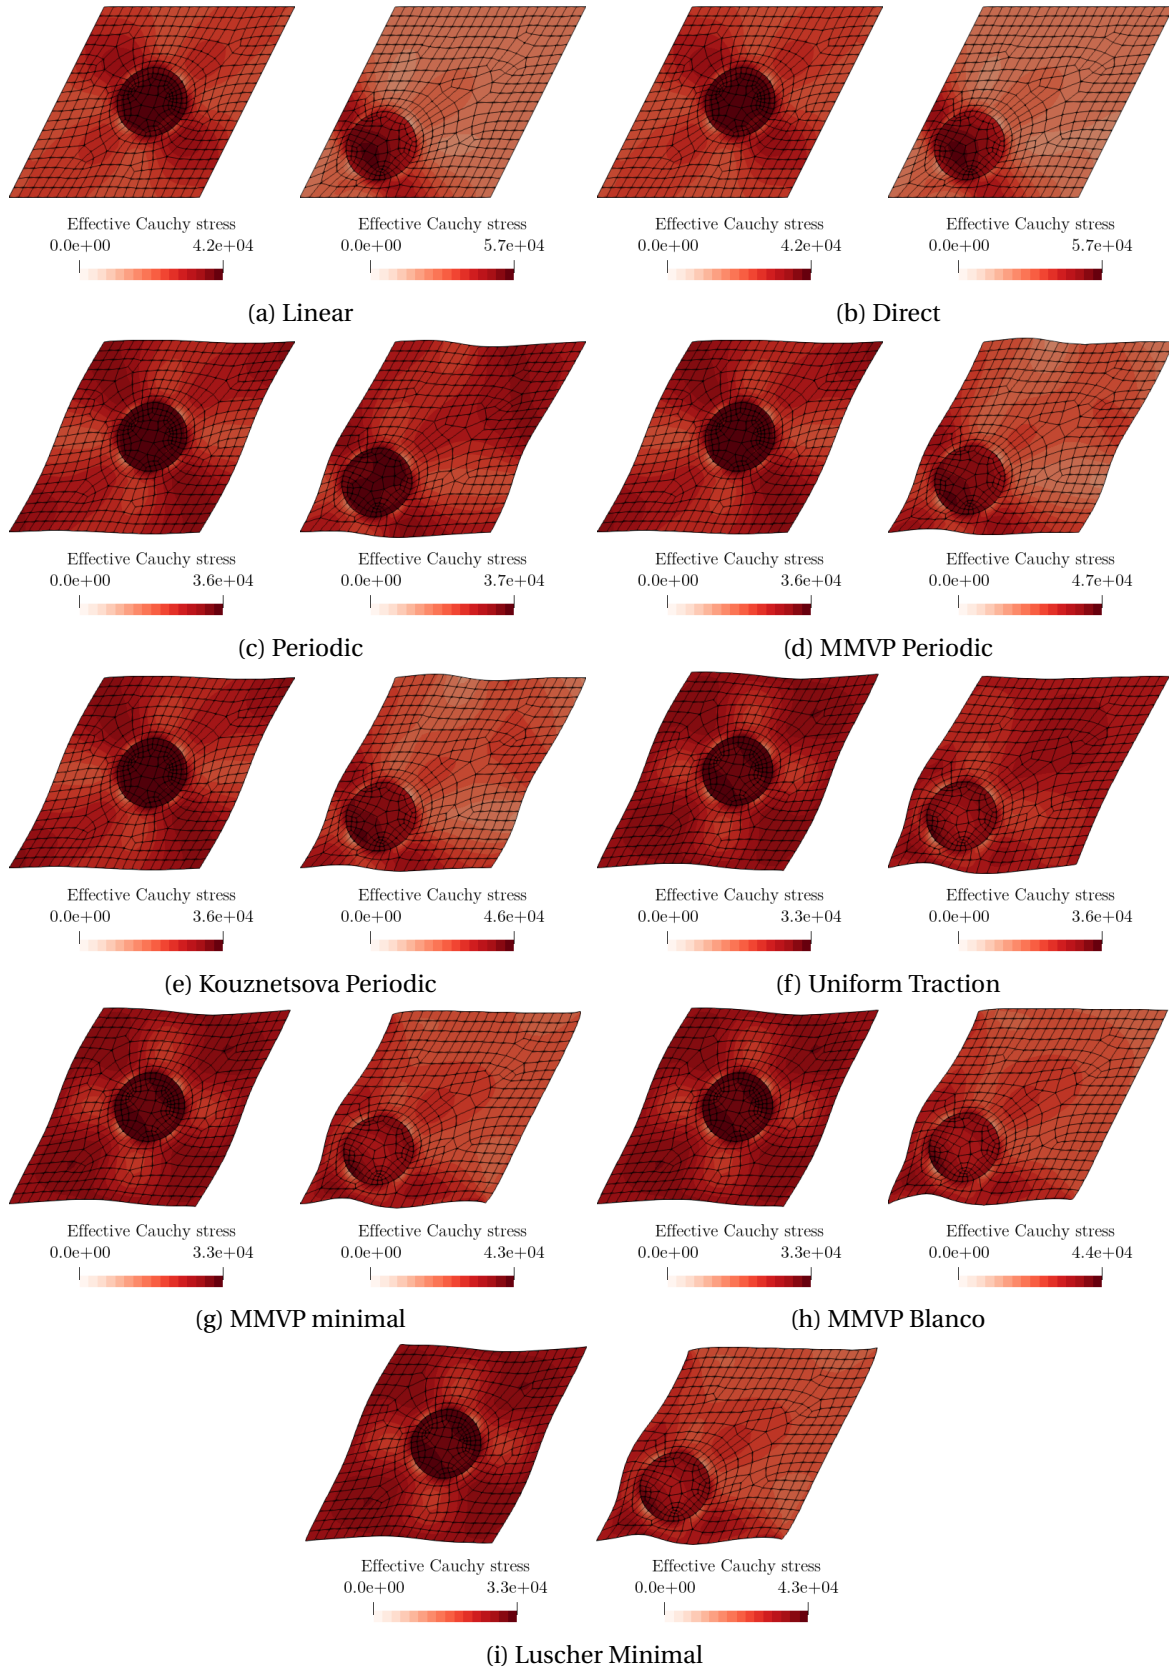 Effective Cauchy stress Effective Cauchy stress Effective Cauchy stress Effective Cauchy stress
0.0e+00 4.2e+04 0.0e+00 5.7e+04 0.0e+00 4.2e+04 0.0e+00 5.7e+04
(a) Linear (b) Direct
Effective Cauchy stress Effective Cauchy stress Effective Cauchy stress Effective Cauchy stress
0.0e+00 3.6e+04 0.0e+00 3.7e+04 0.0e+00 3.6e+04 0.0e+00 4.7e+04
(c) Periodic (d) MMVP Periodic
Effective Cauchy stress Effective Cauchy stress Effective Cauchy stress Effective Cauchy stress
0.0e+00 3.6e+04 0.0e+00 4.6e+04 0.0e+00 3.3e+04 0.0e+00 3.6e+04
(e) Kouznetsova Periodic (f) Uniform Traction
Effective Cauchy stress Effective Cauchy stress Effective Cauchy stress Effective Cauchy stress
0.0e+00 3.3e+04 0.0e+00 4.3e+04 0.0e+00 3.3e+04 0.0e+00 4.4e+04
(g) MMVP minimal (h) MMVP Blanco
Effective Cauchy stress Effective Cauchy stress
0.0e+00 3.3e+04 0.0e+00 4.3e+04
(i) Luscher Minimal